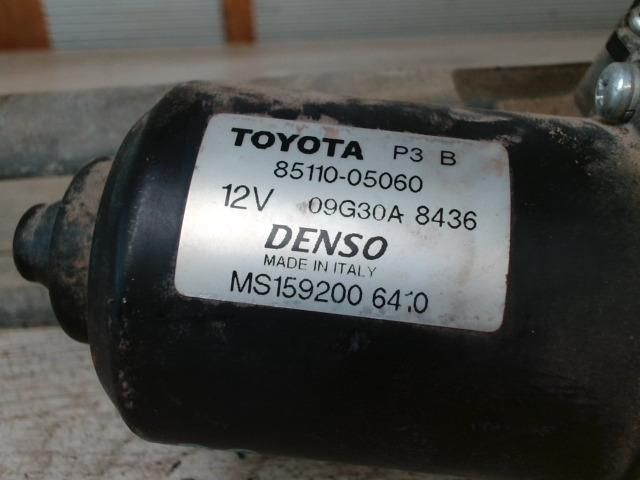 TOYOTA P3 B
85110-05060
12V 09G30A 8436
DENSO
MADE IN ITALY
MS159200 6410